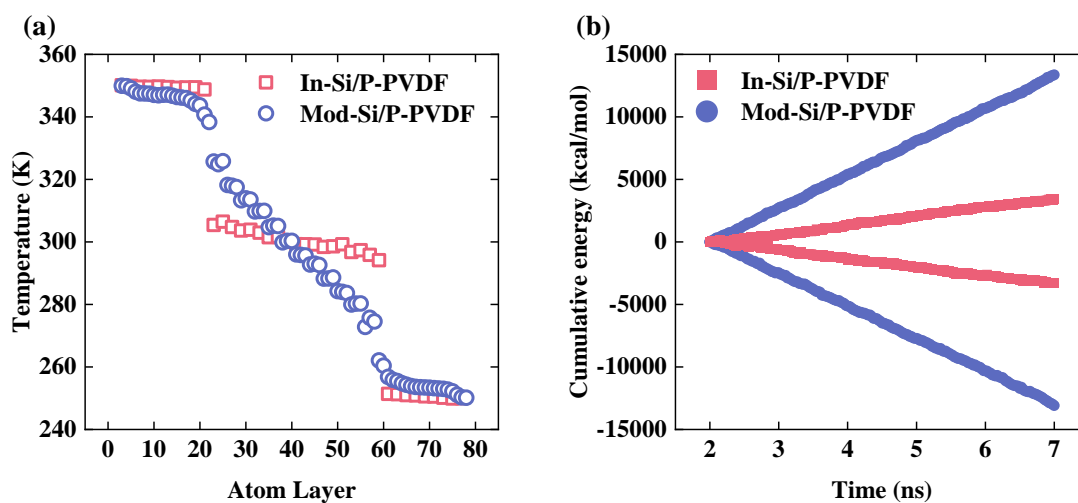 (a)
360
340
320
300
280
260
240
Temperature (K)
In-Si/P-PVDF
Mod-Si/P-PVDF
0 10 20 30 40 50 60 70 80
Atom Layer
(b)
15000
10000
5000
0
-5000
-10000
-15000
Cumulative energy (kcal/mol)
In-Si/P-PVDF
Mod-Si/P-PVDF
2 3 4 5 6 7
Time (ns)